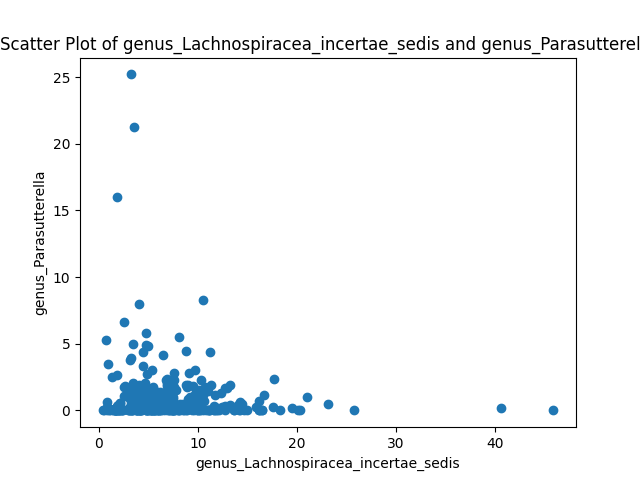 Scatter Plot of genus_Lachnospiracea_incertae_sedis and genus_Parasutterel
25
20
15
10
5
0
genus_Parasutterella
0 10 20 30 40
genus_Lachnospiracea_incertae_sedis